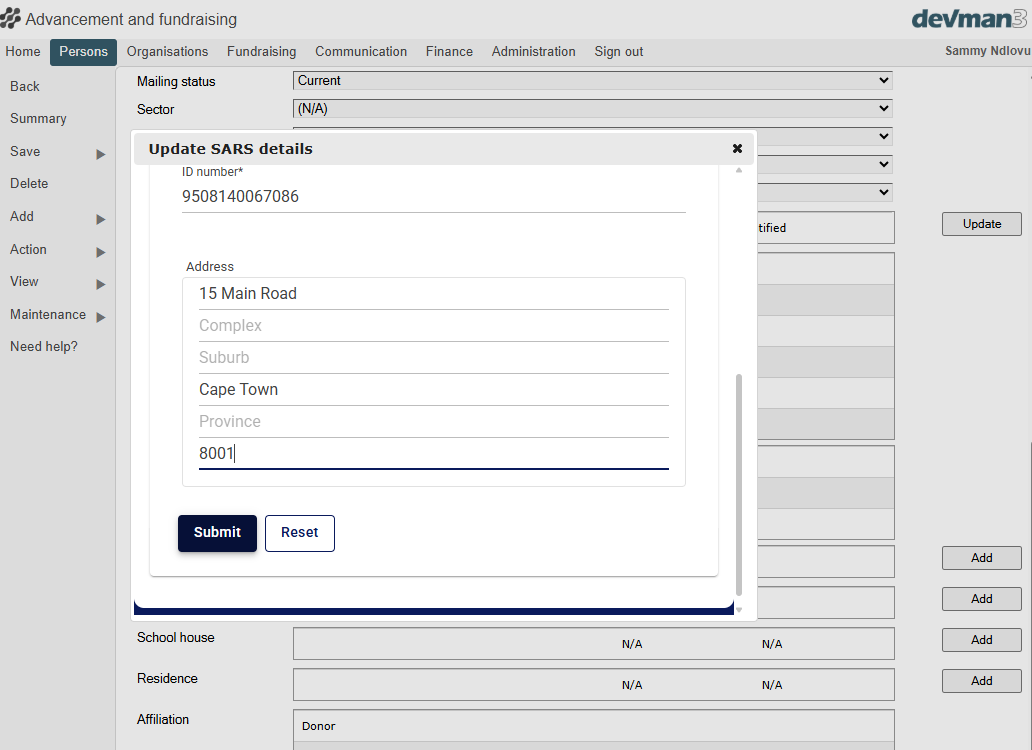 Advancement and fundraising
devman3
Home Persons Organisations Fundraising Communication Finance Administration Sign out Sammy Ndlovu
Back
Summary
Save
Delete
Add
Action
View
Maintenance
Need help?
Mailing status Current
Sector (N/A)
Update SARS details
ID number*
9508140067086
tified Update
Address
15 Main Road
Complex
Suburb
Cape Town
Province
8001
Submit Reset
Add
Add
School house N/A N/A Add
Residence N/A N/A Add
Affiliation Donor